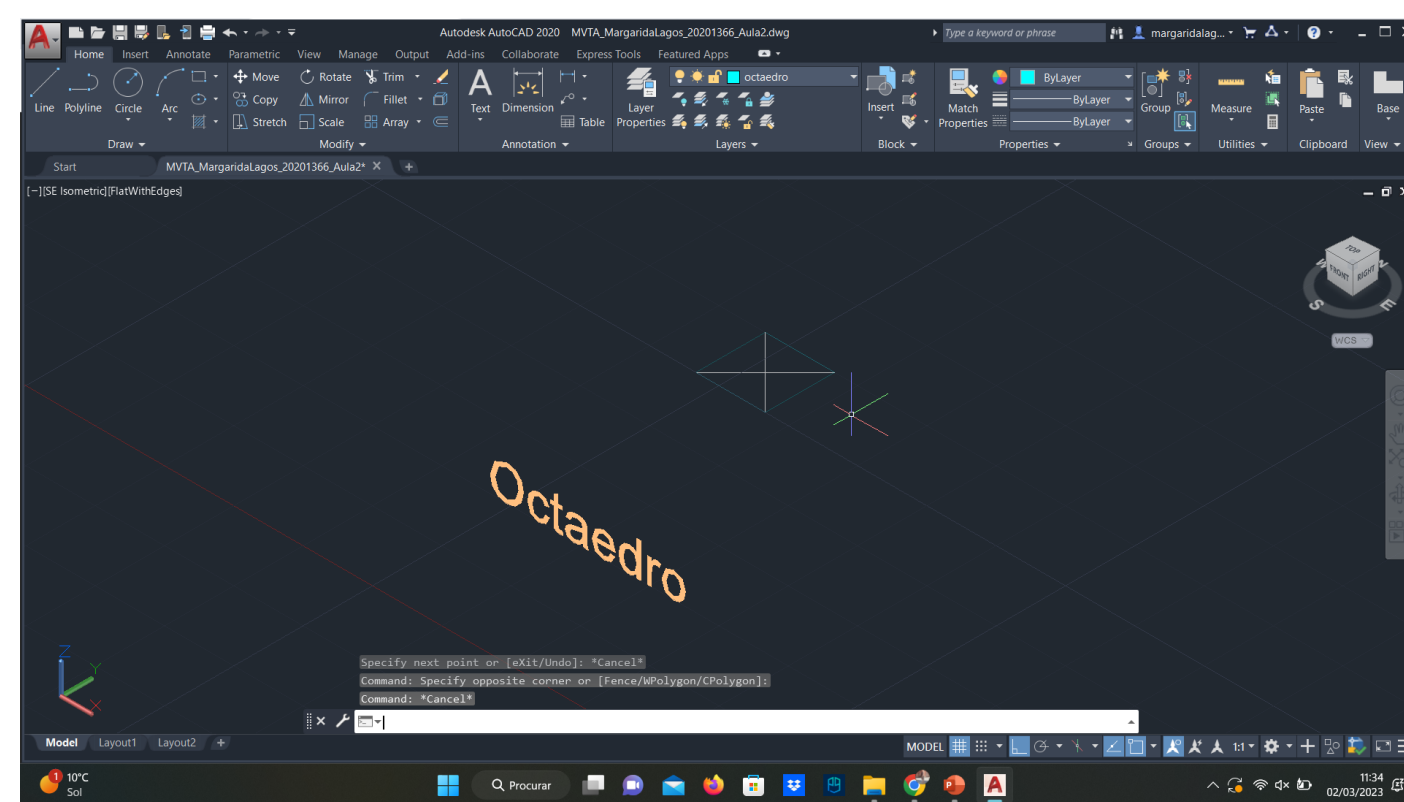 Autodesk AutoCAD 2020 MVTA_MargaridaLagos_20201366_Aula2.dwg
Type a keyword or phrase
margaridalag...
Home Insert Annotate Parametric View Manage Output Add-ins Collaborate Express Tools Featured Apps
Move Rotate Trim octaedro ByLayer
Line Polyline Circle Arc Copy Mirror Fillet Text Dimension Layer Properties Insert Match Properties ByLayer Group Measure Paste Base
Stretch Scale Array Table ByLayer
Draw Modify Annotation Layers Block Properties Groups Utilities Clipboard View
Start MVTA_MargaridaLagos_20201366_Aula2*
[−][SE Isometric][FlatWithEdges]
TOP
FRONT RIGHT
S E
WCS
Octaedro
Z
Y
X
Specify next point or [eXit/Undo]: *Cancel*
Command: Specify opposite corner or [Fence/WPolygon/CPolygon]:
Command: *Cancel*
Model Layout1 Layout2 +
MODEL 1:1
1 10°C
Sol
Procurar
11:34
02/03/2023